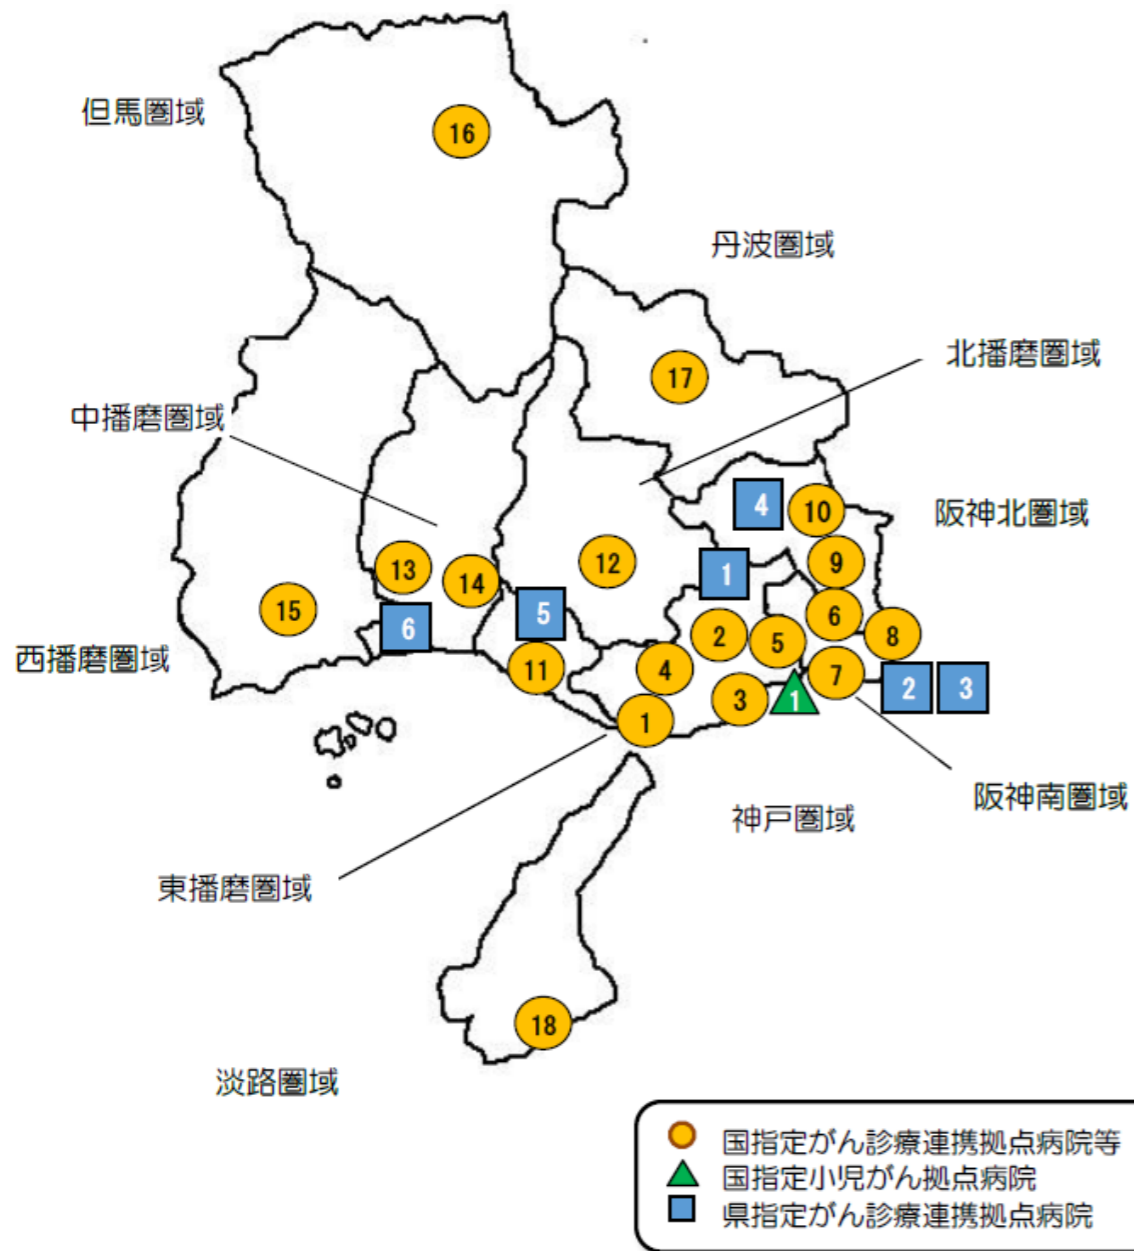 但馬圏域
16
丹波圏域
北播磨圏域
17
中播磨圏域
4
10
阪神北圏域
13
14
12
1
9
15
6
5
2
5
6
8
西播磨圏域
11
4
3
1
7
2
3
1
神戸圏域
阪神南圏域
東播磨圏域
18
淡路圏域
国指定がん診療連携拠点病院等
国指定小児がん拠点病院
県指定がん診療連携拠点病院